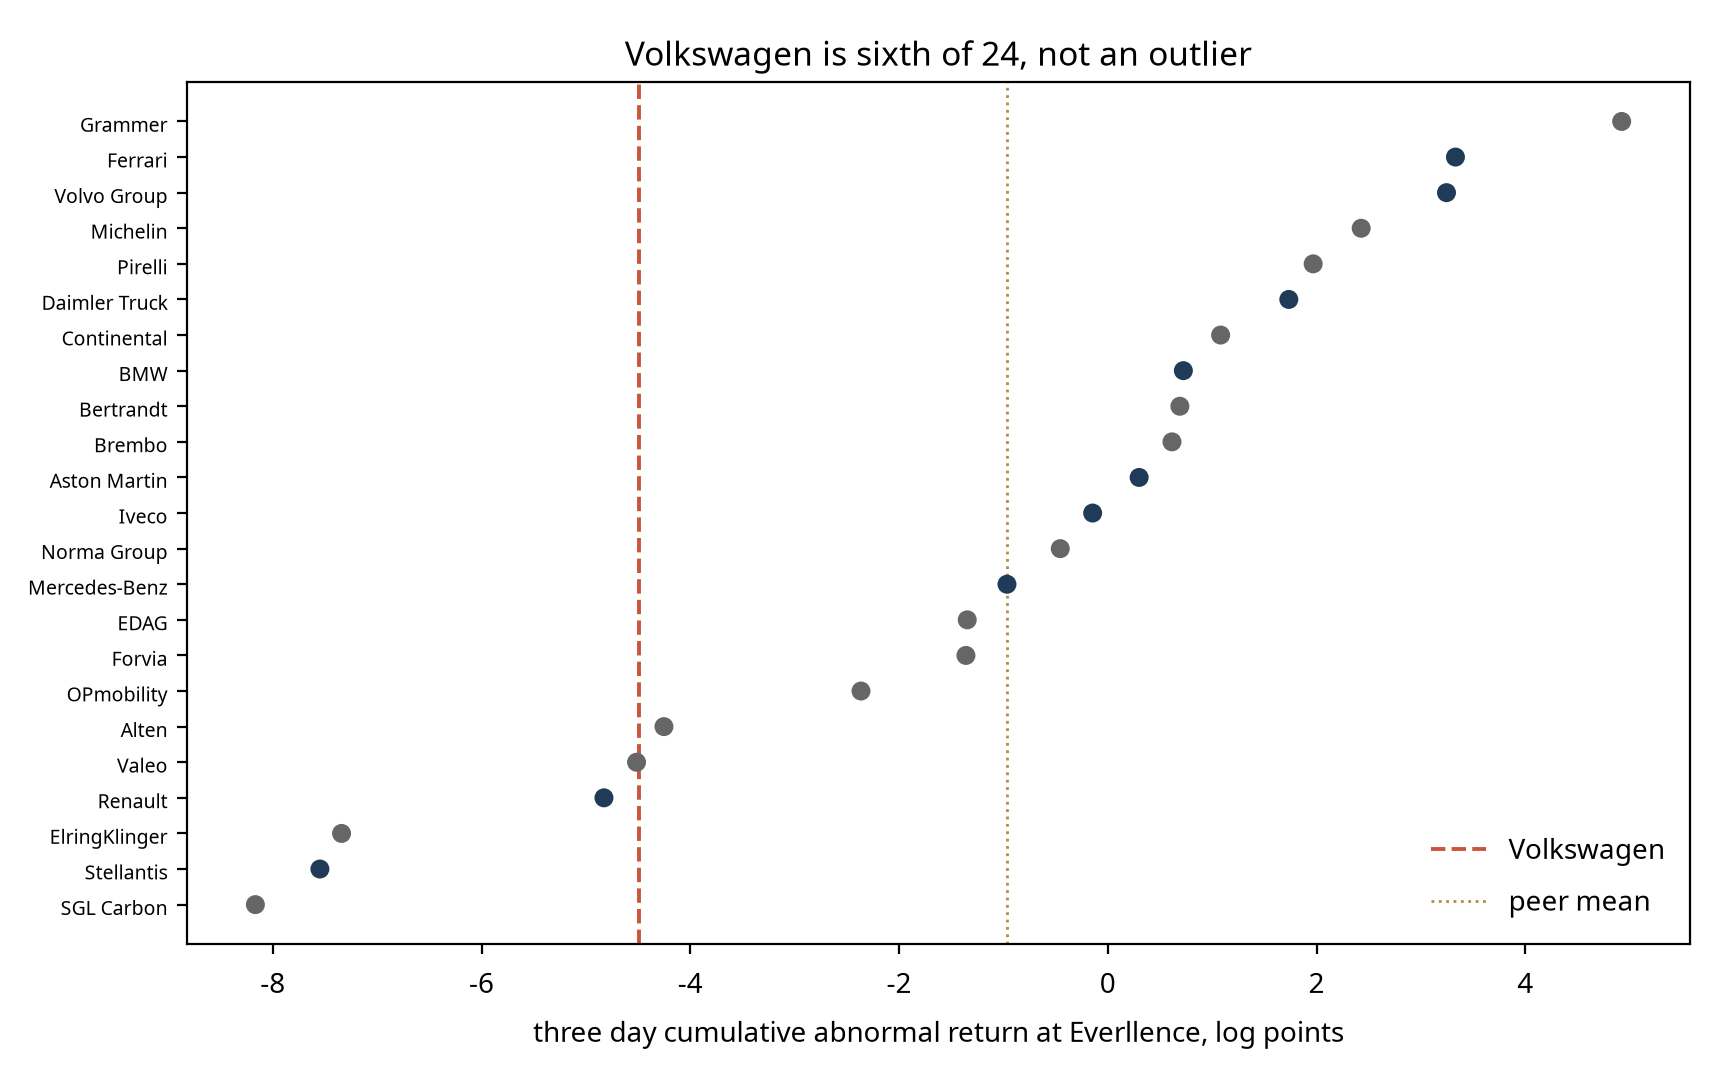 Volkswagen is sixth of 24, not an outlier
Grammer
Ferrari
Volvo Group
Michelin
Pirelli
Daimler Truck
Continental
BMW
Bertrandt
Brembo
Aston Martin
Iveco
Norma Group
Mercedes-Benz
EDAG
Forvia
OPmobility
Alten
Valeo
Renault
ElringKlinger
Stellantis
SGL Carbon
Volkswagen
peer mean
-8 -6 -4 -2 0 2 4
three day cumulative abnormal return at Everllence, log points